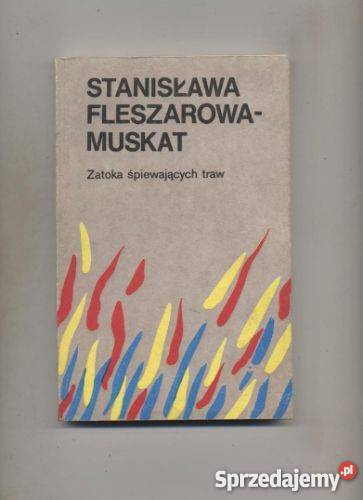 STANISŁAWA
FLESZAROWA-
MUSKAT
Zatoka śpiewających traw
Sprzedajemy.pl